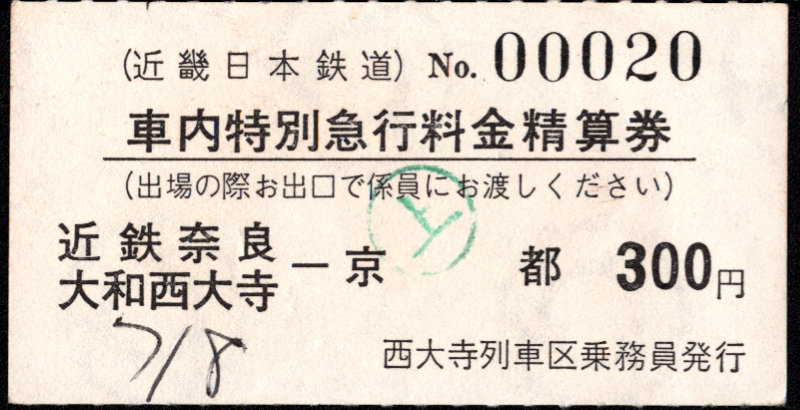 (近畿日本鉄道) No. 00020
車内特別急行料金精算券
(出場の際お出口で係員にお渡しください)
近鉄奈良
大和西大寺 — 京 都 300円
7/8
西大寺列車区乗務員発行